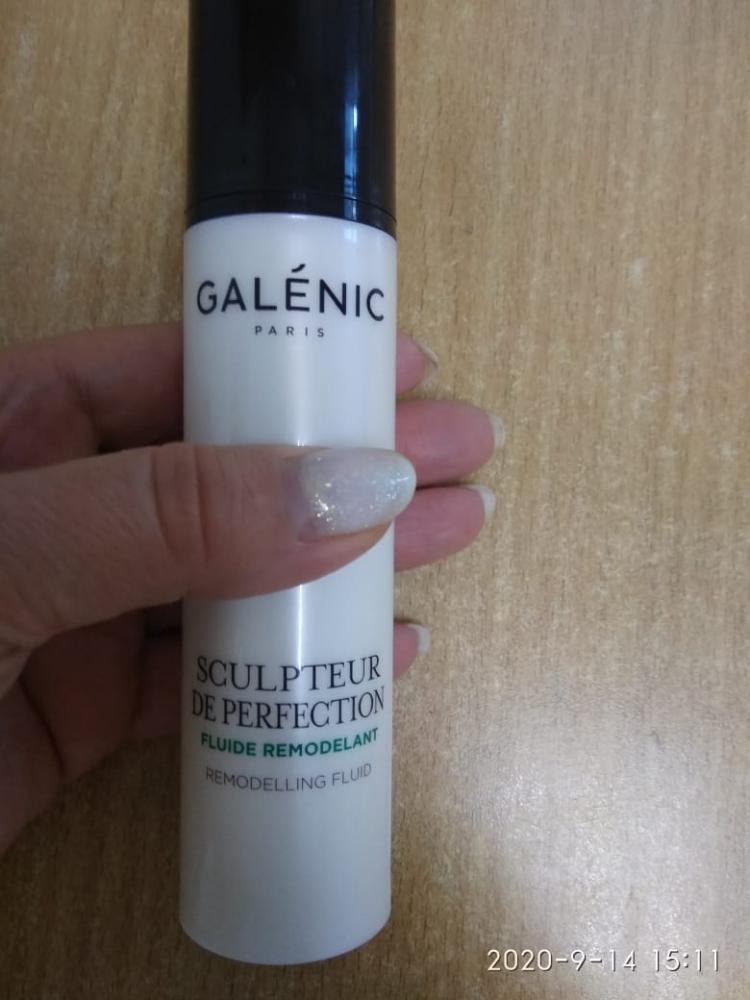 GALÉNIC
PARIS
SCULPTEUR
DE PERFECTION
FLUIDE REMODELANT
REMODELLING FLUID
2020-9-14 15:11